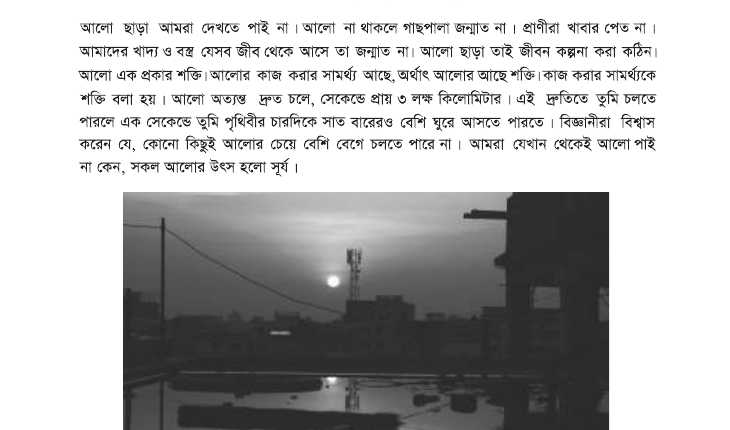 আলো ছাড়া আমরা দেখতে পাই না। আলো না থাকলে গাছপালা জন্মাত না। প্রাণীরা খাবার পেত না।
আমাদের খাদ্য ও বস্ত্র যেসব জীব থেকে আসে তা জন্মাত না। আলো ছাড়া তাই জীবন কল্পনা করা কঠিন।
আলো এক প্রকার শক্তি। আলোর কাজ করার সামর্থ্য আছে, অর্থাৎ আলোর আছে শক্তি। কাজ করার সামর্থ্যকে
শক্তি বলা হয়। আলো অত্যন্ত দ্রুত চলে, সেকেন্ডে প্রায় ৩ লক্ষ কিলোমিটার। এই দ্রুতিতে তুমি চলতে
পারলে এক সেকেন্ডে তুমি পৃথিবীর চারদিকে সাত বারেরও বেশি ঘুরে আসতে পারতে। বিজ্ঞানীরা বিশ্বাস
করেন যে, কোনো কিছুই আলোর চেয়ে বেশি বেগে চলতে পারে না। আমরা যেখান থেকেই আলো পাই
না কেন, সকল আলোর উৎস হলো সূর্য।